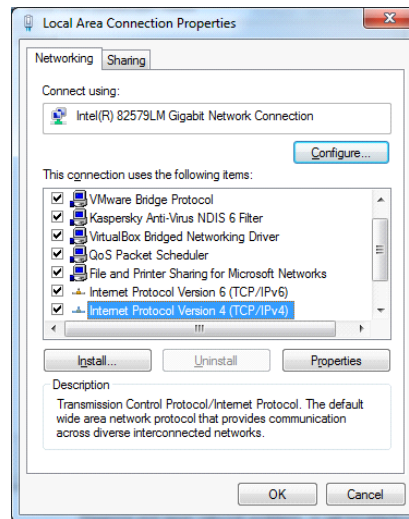 Local Area Connection Properties
Networking Sharing
Connect using:
Intel(R) 82579LM Gigabit Network Connection
Configure...
This connection uses the following items:
VMware Bridge Protocol
Kaspersky Anti-Virus NDIS 6 Filter
VirtualBox Bridged Networking Driver
QoS Packet Scheduler
File and Printer Sharing for Microsoft Networks
Internet Protocol Version 6 (TCP/IPv6)
Internet Protocol Version 4 (TCP/IPv4)
Install... Uninstall Properties
Description
Transmission Control Protocol/Internet Protocol. The default
wide area network protocol that provides communication
across diverse interconnected networks.
OK Cancel